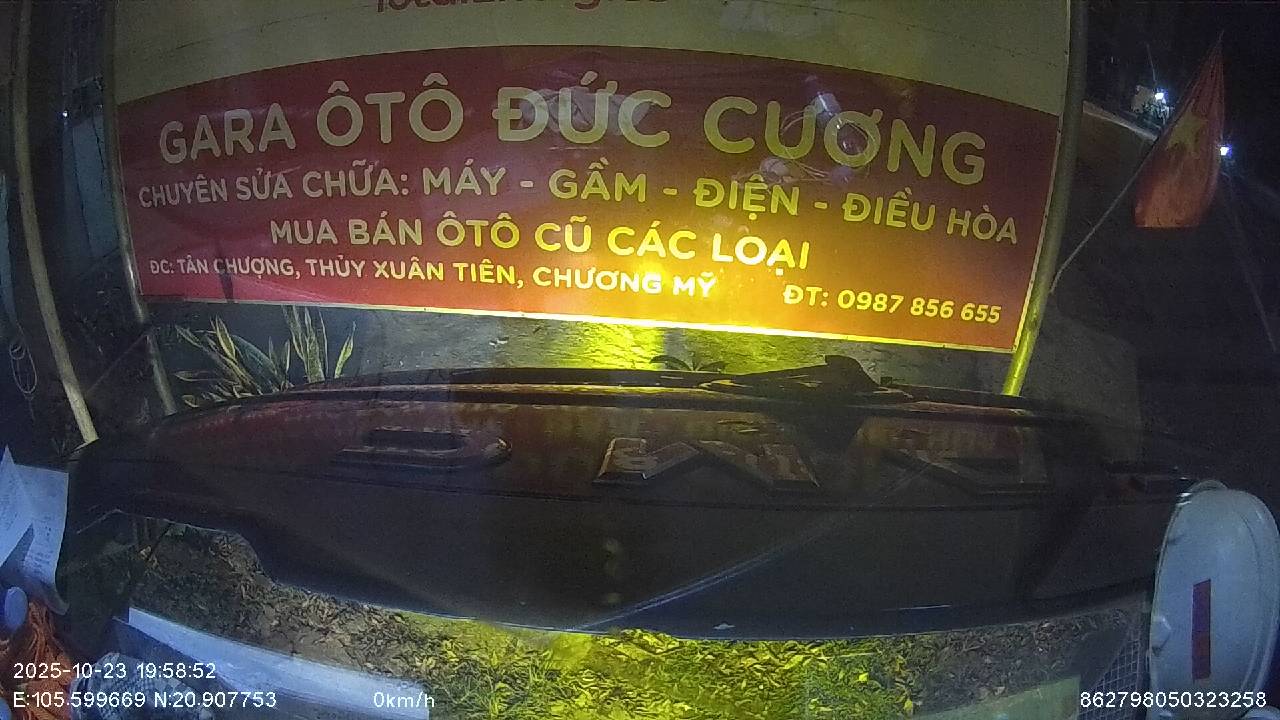 GARA ÔTÔ ĐỨC CƯƠNG
CHUYÊN SỬA CHỮA: MÁY - GẦM - ĐIỆN - ĐIỀU HÒA
MUA BÁN ÔTÔ CŨ CÁC LOẠI
ĐC: TÂN CHƯỢNG, THỦY XUÂN TIÊN, CHƯƠNG MỸ ĐT: 0987 856 655
2025-10-23 19:58:52
E:105.599669 N:20.907753 0km/h 862798050323258